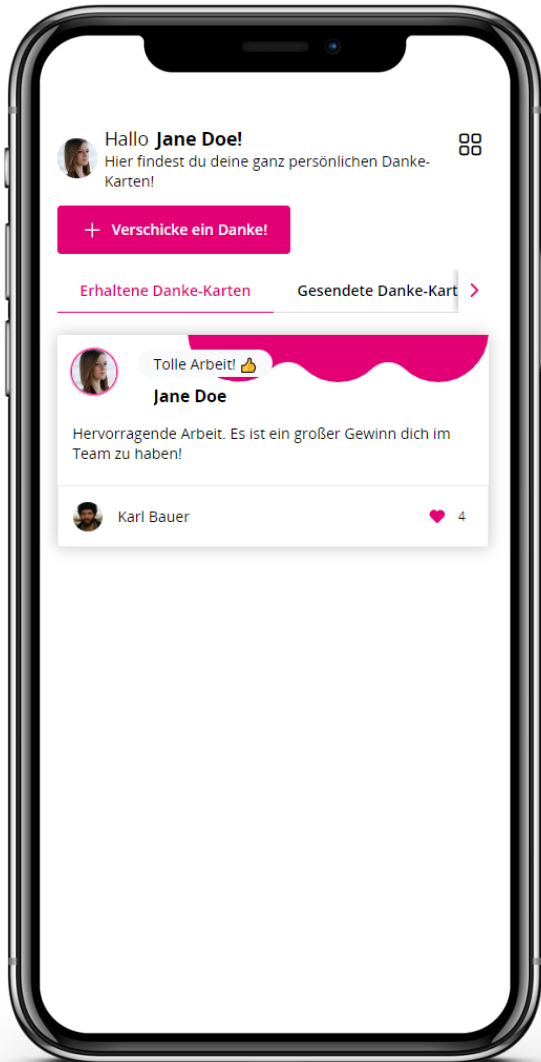 Hallo Jane Doe!
Hier findest du deine ganz persönlichen Danke-
Karten!
+ Verschicke ein Danke!
Erhaltene Danke-Karten Gesendete Danke-Kart
Tolle Arbeit! 👍
Jane Doe
Hervorragende Arbeit. Es ist ein großer Gewinn dich im
Team zu haben!
Karl Bauer 4